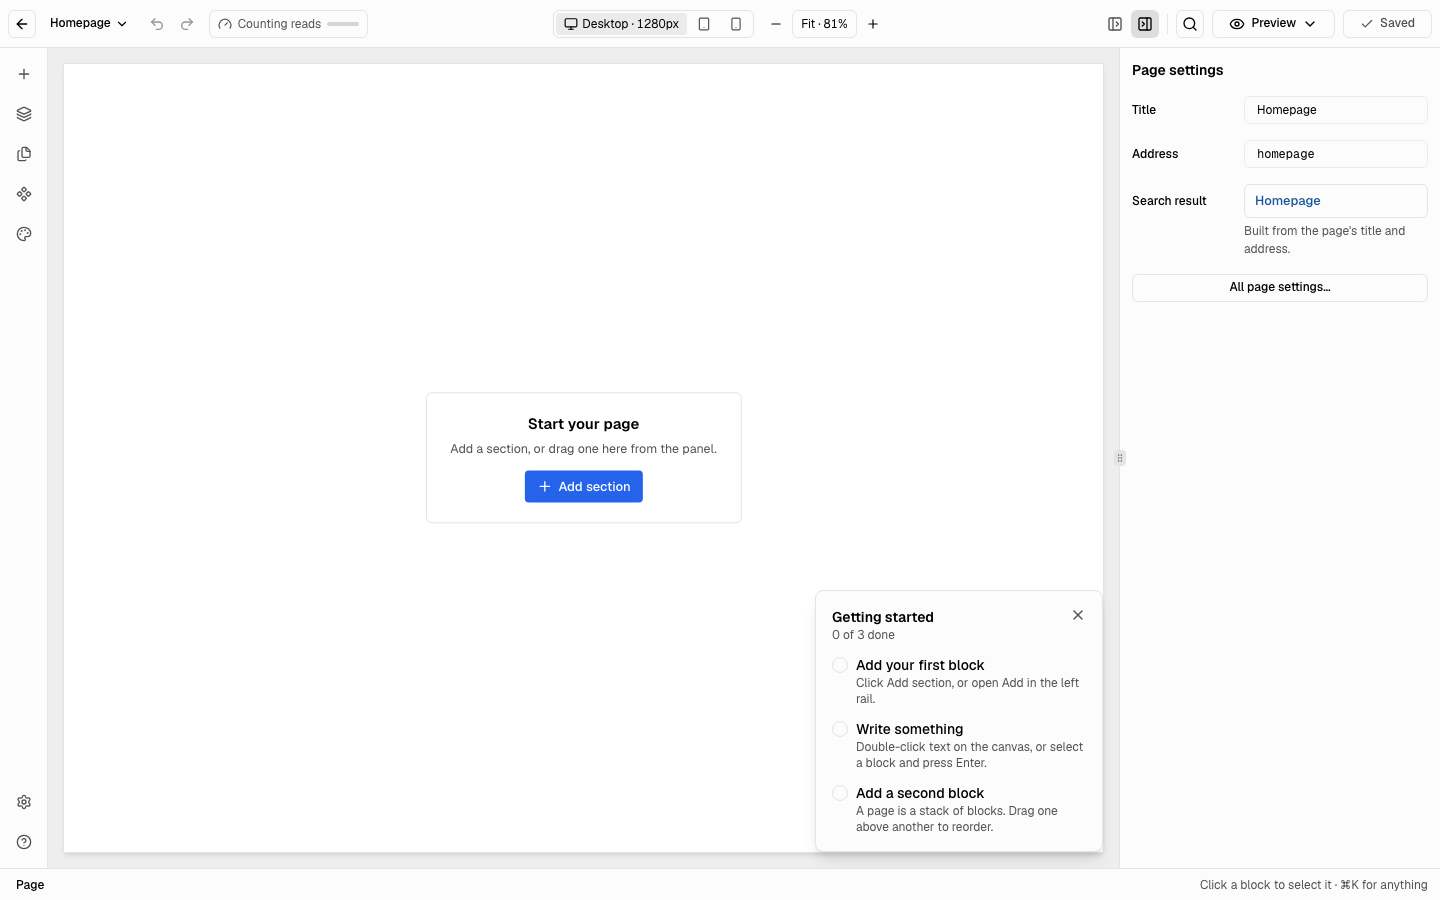 Homepage
Counting reads
Desktop · 1280px
Fit · 81%
Preview
Saved
Page settings
Title
Homepage
Address
homepage
Search result
Homepage
Built from the page's title and
address.
All page settings...
Start your page
Add a section, or drag one here from the panel.
Add section
Getting started
0 of 3 done
Add your first block
Click Add section, or open Add in the left
rail.
Write something
Double-click text on the canvas, or select
a block and press Enter.
Add a second block
A page is a stack of blocks. Drag one
above another to reorder.
Page
Click a block to select it · ⌘K for anything